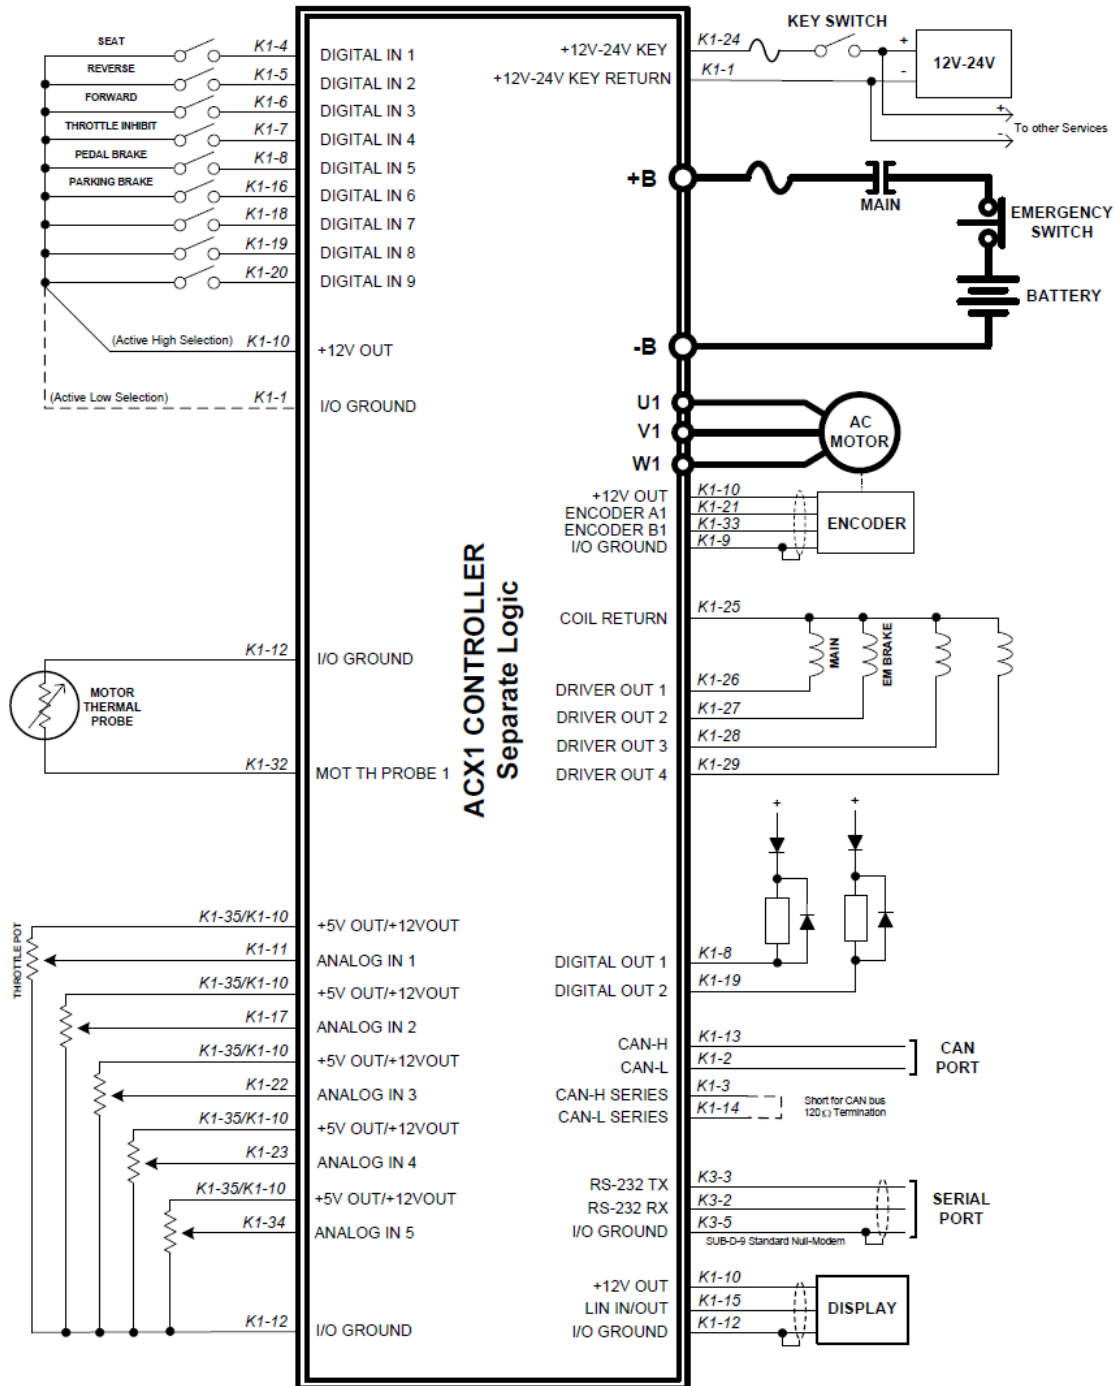 SEAT
K1-4
DIGITAL IN 1
REVERSE
K1-5
DIGITAL IN 2
FORWARD
K1-6
DIGITAL IN 3
THROTTLE INHIBIT
K1-7
DIGITAL IN 4
PEDAL BRAKE
K1-8
DIGITAL IN 5
PARKING BRAKE
K1-16
DIGITAL IN 6
K1-18
DIGITAL IN 7
K1-19
DIGITAL IN 8
K1-20
DIGITAL IN 9
(Active High Selection)
K1-10
+12V OUT
(Active Low Selection)
K1-1
I/O GROUND
K1-12
I/O GROUND
MOTOR
THERMAL
PROBE
K1-32
MOT TH PROBE 1
THROTTLE POT
K1-35/K1-10
+5V OUT/+12VOUT
K1-11
ANALOG IN 1
K1-35/K1-10
+5V OUT/+12VOUT
K1-17
ANALOG IN 2
K1-35/K1-10
+5V OUT/+12VOUT
K1-22
ANALOG IN 3
K1-35/K1-10
+5V OUT/+12VOUT
K1-23
ANALOG IN 4
K1-35/K1-10
+5V OUT/+12VOUT
K1-34
ANALOG IN 5
K1-12
I/O GROUND
ACX1 CONTROLLER
Separate Logic
KEY SWITCH
+12V-24V KEY
K1-24
+
12V-24V
+12V-24V KEY RETURN
K1-1
-
+
To other Services
-
+B
MAIN
EMERGENCY
SWITCH
BATTERY
-B
U1
V1
W1
AC
MOTOR
+12V OUT
K1-10
ENCODER A1
K1-21
ENCODER B1
K1-33
I/O GROUND
K1-9
ENCODER
COIL RETURN
K1-25
MAIN
EM BRAKE
DRIVER OUT 1
K1-26
DRIVER OUT 2
K1-27
DRIVER OUT 3
K1-28
DRIVER OUT 4
K1-29
+
+
DIGITAL OUT 1
K1-8
DIGITAL OUT 2
K1-19
CAN-H
K1-13
CAN-L
K1-2
CAN
PORT
CAN-H SERIES
K1-3
CAN-L SERIES
K1-14
Short for CAN bus
120Ω Termination
RS-232 TX
K3-3
RS-232 RX
K3-2
I/O GROUND
K3-5
SERIAL
PORT
SUB-D-9 Standard Null-Modem
+12V OUT
K1-10
LIN IN/OUT
K1-15
I/O GROUND
K1-12
DISPLAY